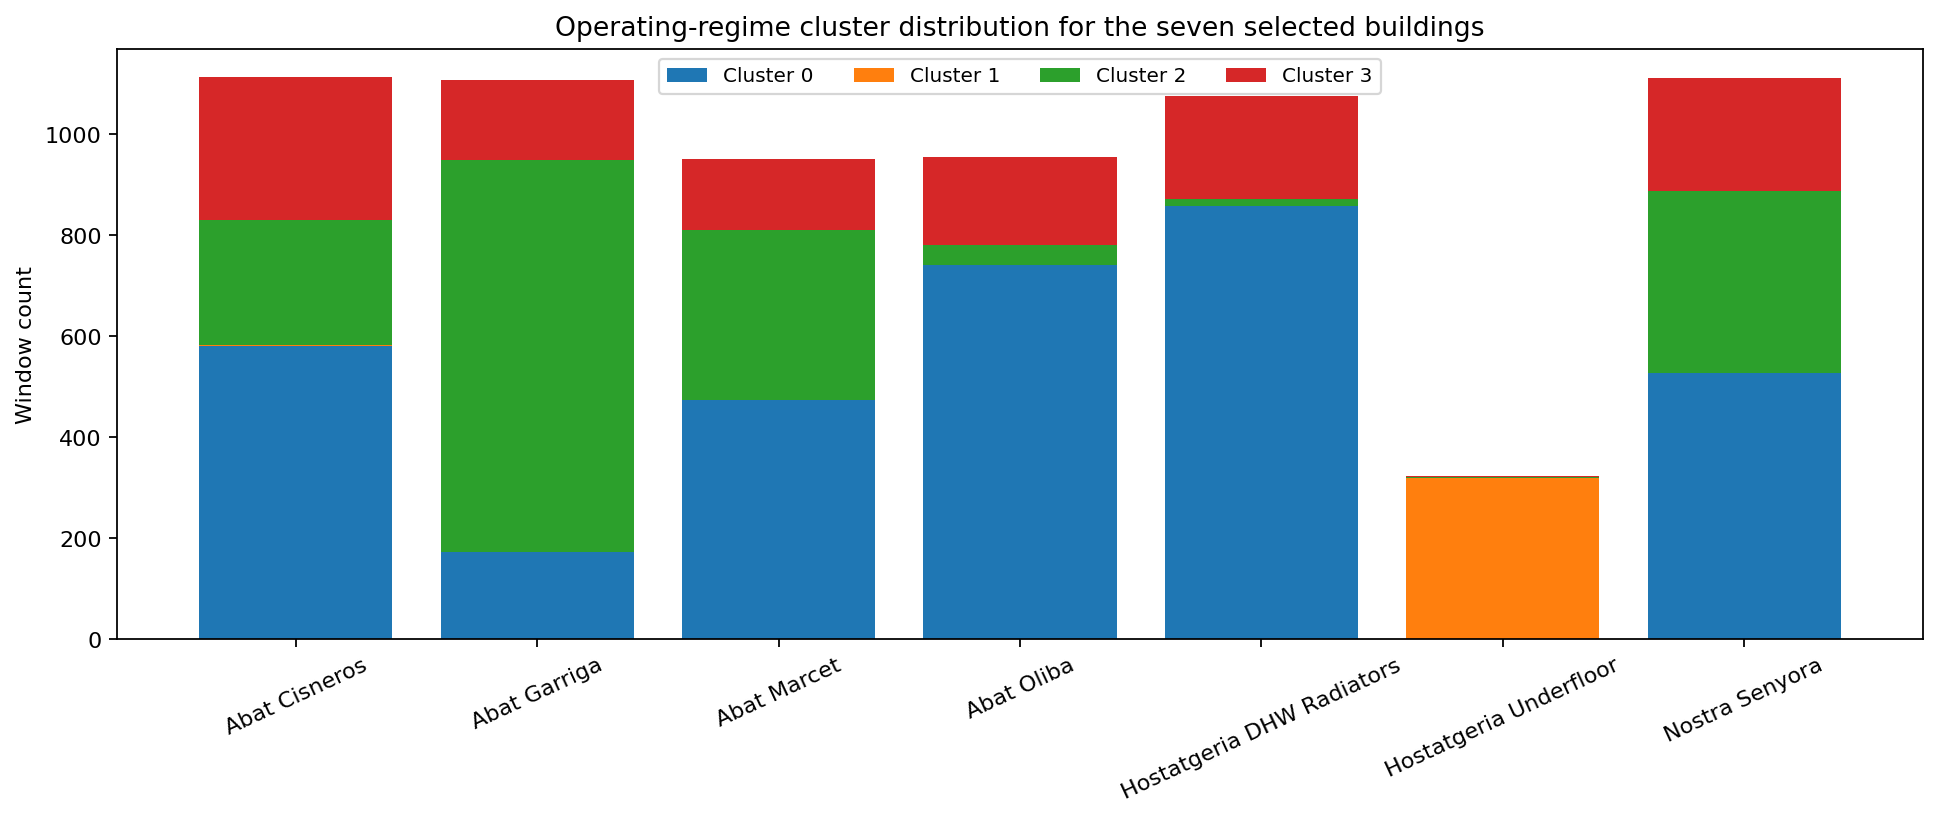 Operating-regime cluster distribution for the seven selected buildings
Cluster 0
Cluster 1
Cluster 2
Cluster 3
Window count
1000
800
600
400
200
0
Abat Cisneros
Abat Garriga
Abat Marcet
Abat Oliba
Hostatgeria DHW Radiators
Hostatgeria Underfloor
Nostra Senyora